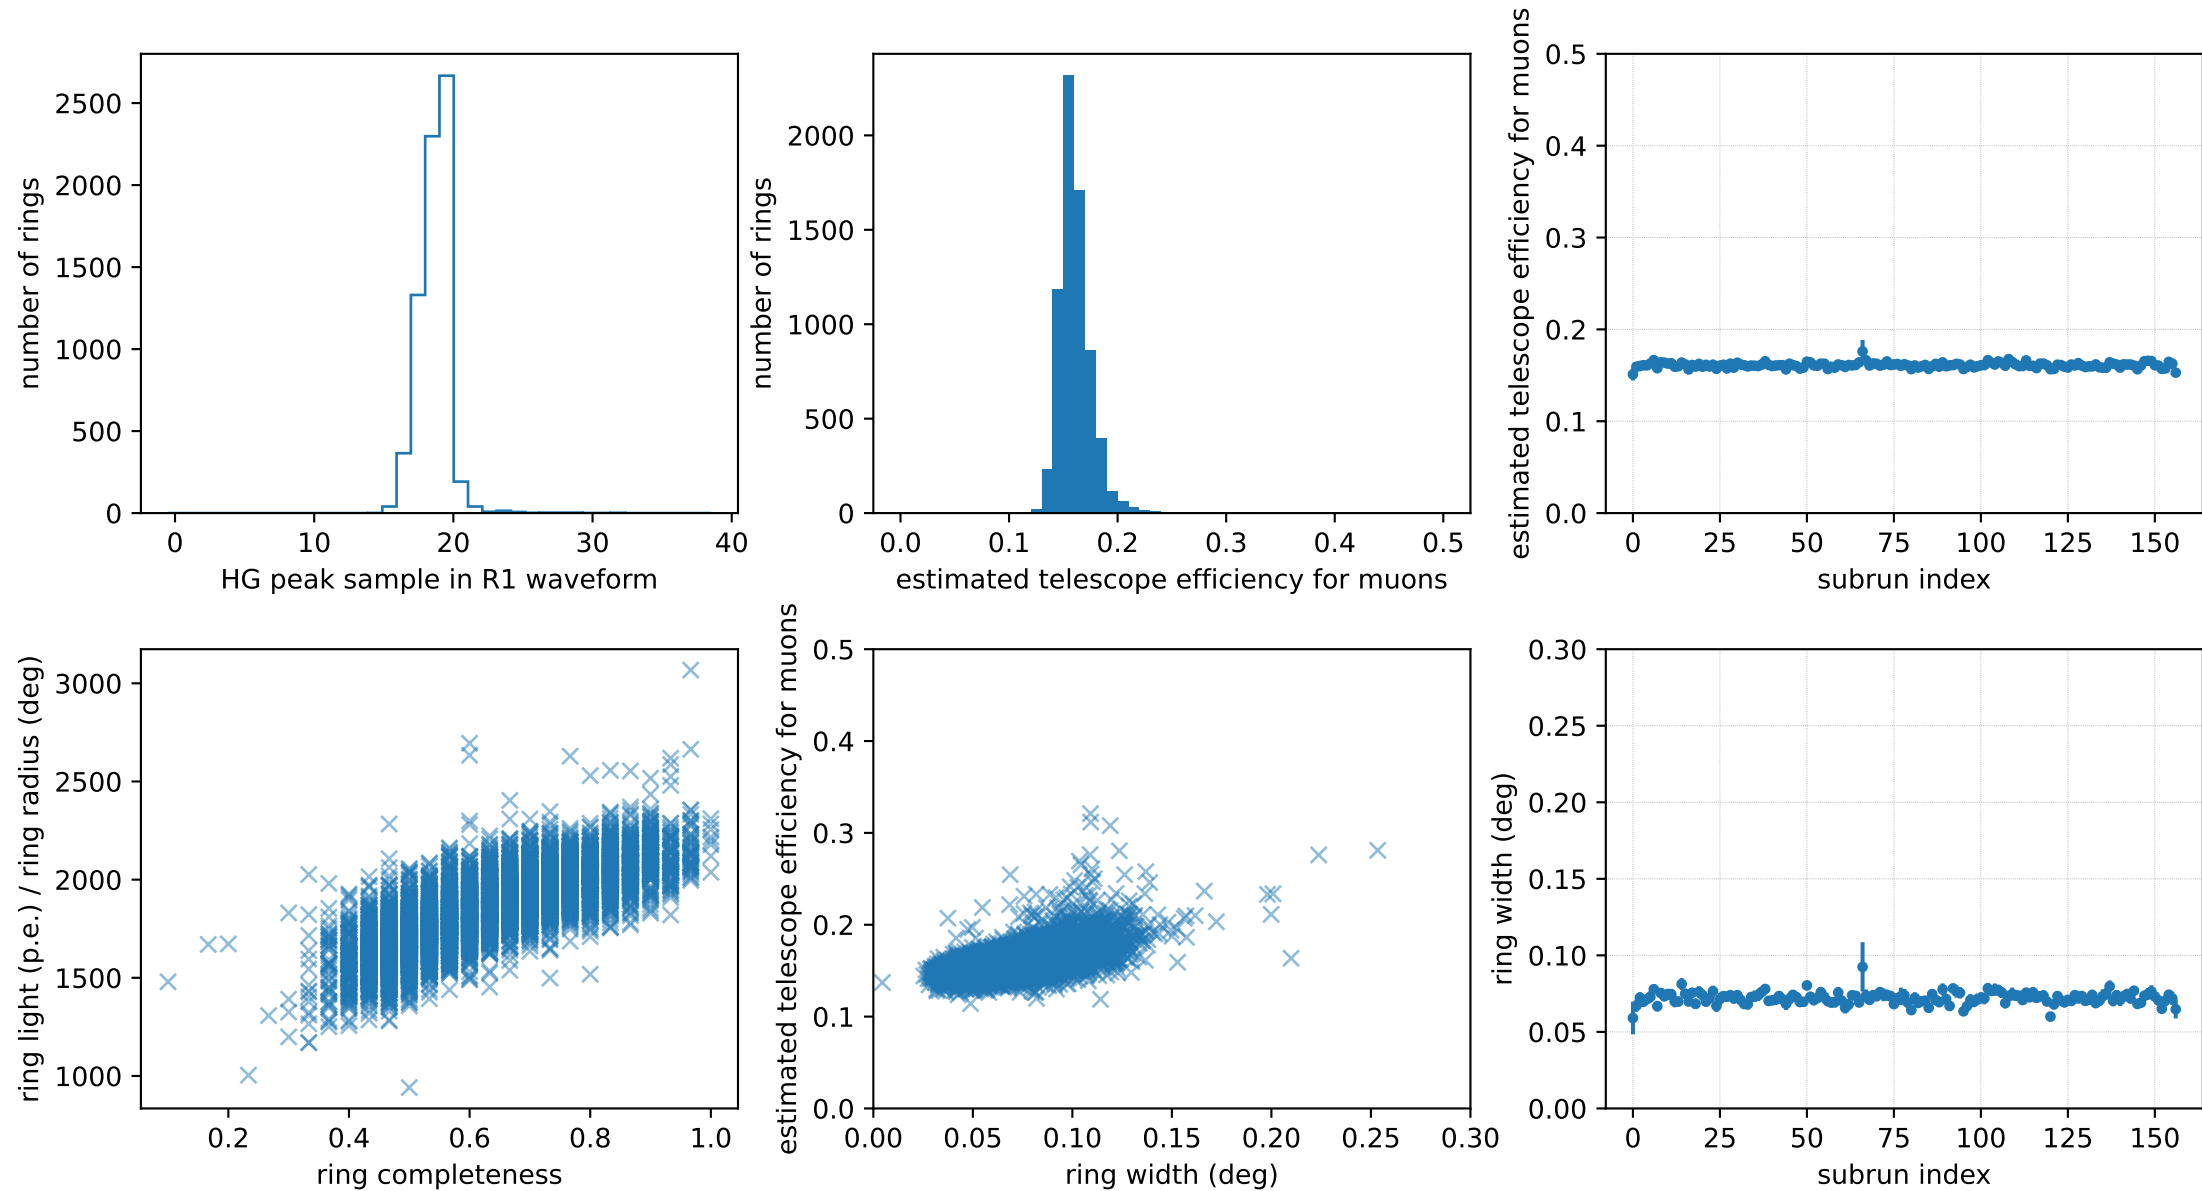 number of rings
2500
2000
1500
1000
500
0
0 10 20 30 40
HG peak sample in R1 waveform
number of rings
2000
1500
1000
500
0
0.0 0.1 0.2 0.3 0.4 0.5
estimated telescope efficiency for muons
estimated telescope efficiency for muons
0.5
0.4
0.3
0.2
0.1
0.0
0 25 50 75 100 125 150
subrun index
ring light (p.e.) / ring radius (deg)
3000
2500
2000
1500
1000
0.2 0.4 0.6 0.8 1.0
ring completeness
estimated telescope efficiency for muons
0.5
0.4
0.3
0.2
0.1
0.0
0.00 0.05 0.10 0.15 0.20 0.25 0.30
ring width (deg)
ring width (deg)
0.30
0.25
0.20
0.15
0.10
0.05
0.00
0 25 50 75 100 125 150
subrun index